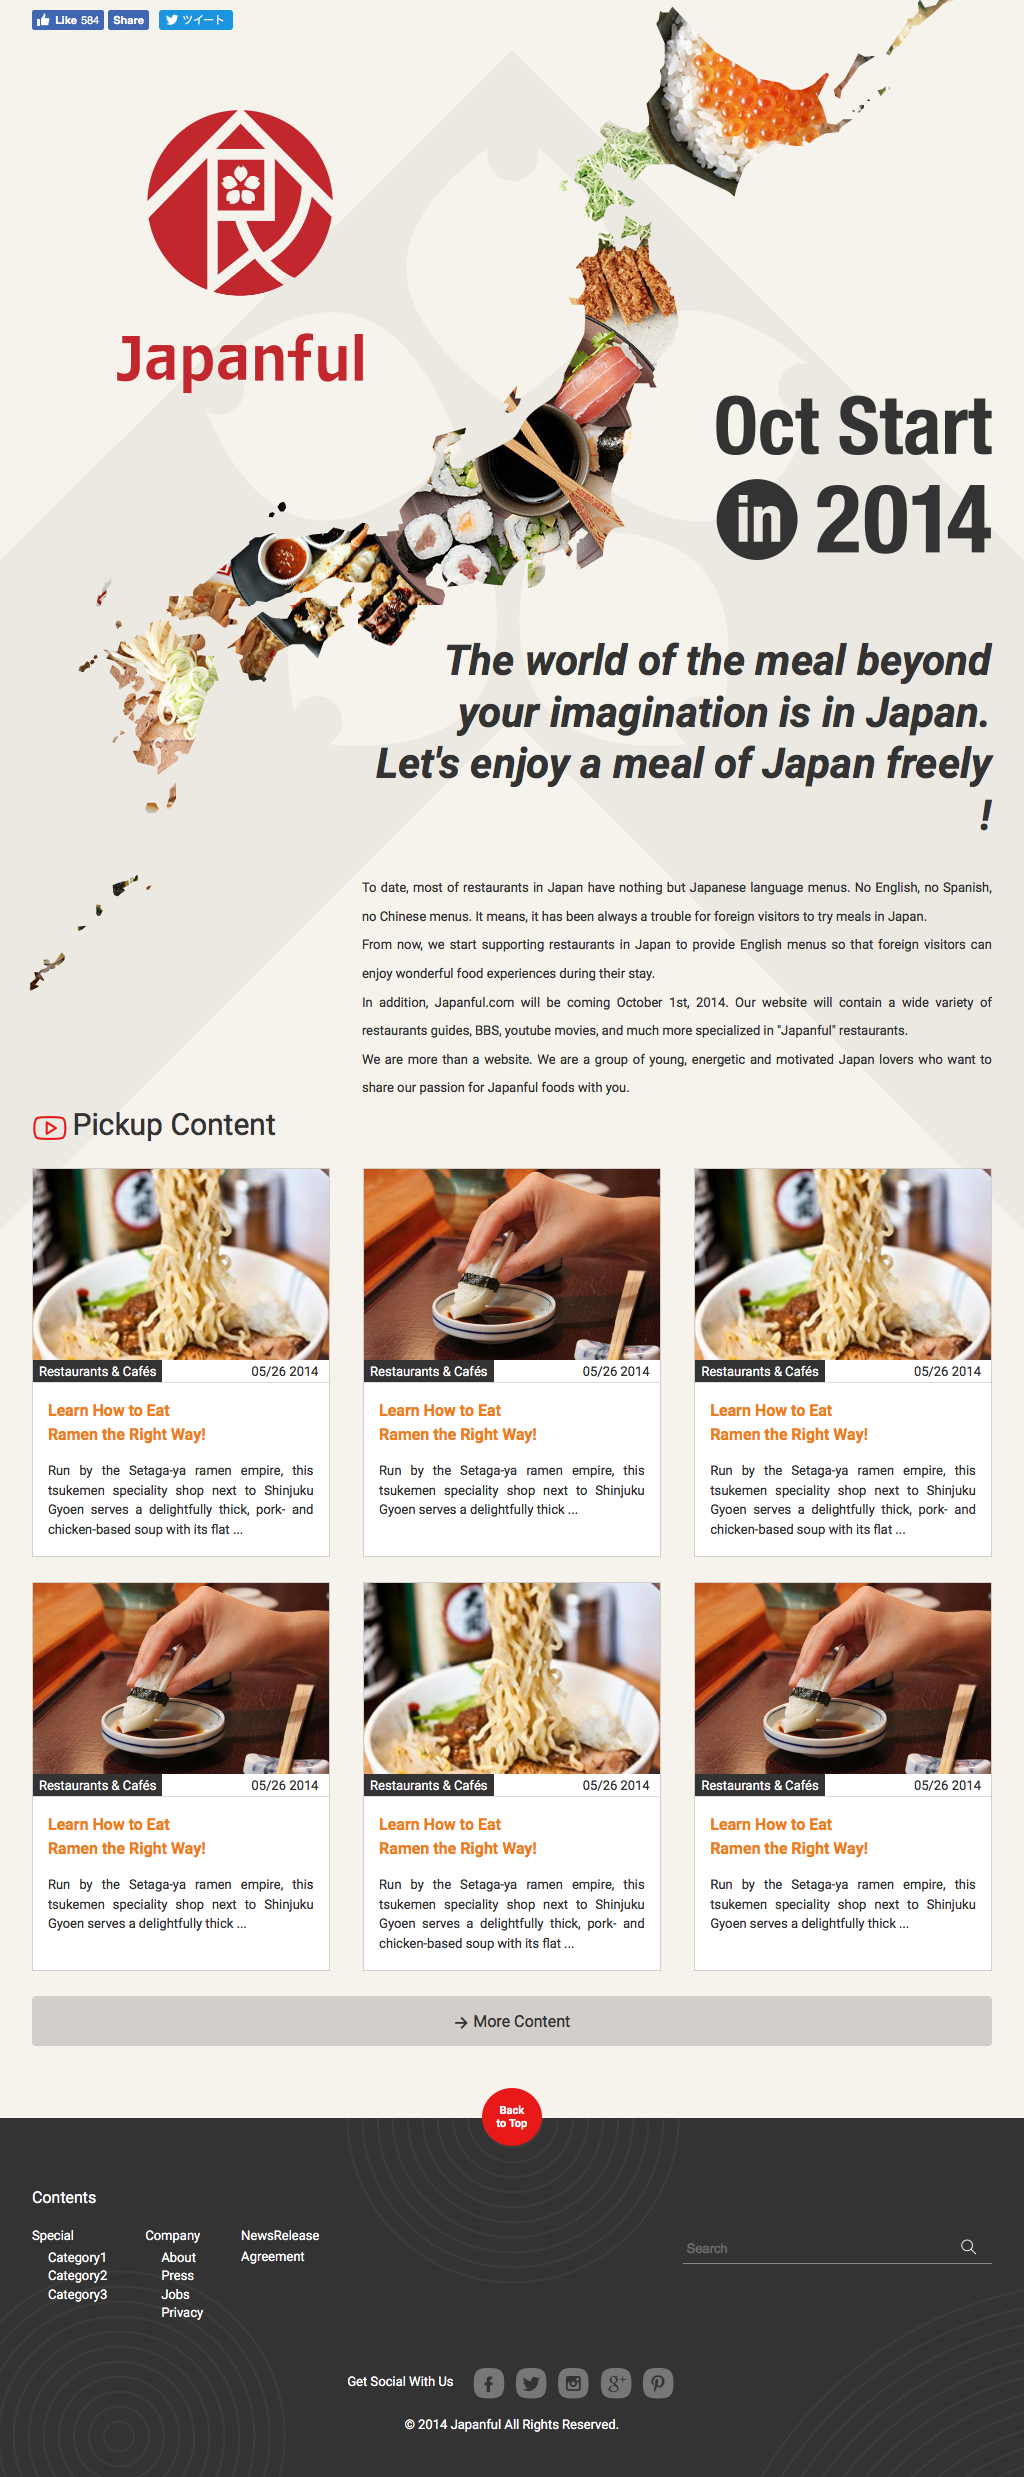 Like 584 Share ツイート
食
Japanful
Oct Start
in 2014
The world of the meal beyond
your imagination is in Japan.
Let's enjoy a meal of Japan freely
!
To date, most of restaurants in Japan have nothing but Japanese language menus. No English, no Spanish,
no Chinese menus. It means, it has been always a trouble for foreign visitors to try meals in Japan.
From now, we start supporting restaurants in Japan to provide English menus so that foreign visitors can
enjoy wonderful food experiences during their stay.
In addition, Japanful.com will be coming October 1st, 2014. Our website will contain a wide variety of
restaurants guides, BBS, youtube movies, and much more specialized in "Japanful" restaurants.
We are more than a website. We are a group of young, energetic and motivated Japan lovers who want to
share our passion for Japanful foods with you.
Pickup Content
Restaurants & Cafés 05/26 2014
Learn How to Eat
Ramen the Right Way!
Run by the Setaga-ya ramen empire, this
tsukemen speciality shop next to Shinjuku
Gyoen serves a delightfully thick, pork- and
chicken-based soup with its flat ...
Restaurants & Cafés 05/26 2014
Learn How to Eat
Ramen the Right Way!
Run by the Setaga-ya ramen empire, this
tsukemen speciality shop next to Shinjuku
Gyoen serves a delightfully thick ...
Restaurants & Cafés 05/26 2014
Learn How to Eat
Ramen the Right Way!
Run by the Setaga-ya ramen empire, this
tsukemen speciality shop next to Shinjuku
Gyoen serves a delightfully thick, pork- and
chicken-based soup with its flat ...
Restaurants & Cafés 05/26 2014
Learn How to Eat
Ramen the Right Way!
Run by the Setaga-ya ramen empire, this
tsukemen speciality shop next to Shinjuku
Gyoen serves a delightfully thick ...
Restaurants & Cafés 05/26 2014
Learn How to Eat
Ramen the Right Way!
Run by the Setaga-ya ramen empire, this
tsukemen speciality shop next to Shinjuku
Gyoen serves a delightfully thick, pork- and
chicken-based soup with its flat ...
Restaurants & Cafés 05/26 2014
Learn How to Eat
Ramen the Right Way!
Run by the Setaga-ya ramen empire, this
tsukemen speciality shop next to Shinjuku
Gyoen serves a delightfully thick ...
→ More Content
Back
to Top
Contents
Special
Category1
Category2
Category3
Company
About
Press
Jobs
Privacy
NewsRelease
Agreement
Search
Get Social With Us
© 2014 Japanful All Rights Reserved.